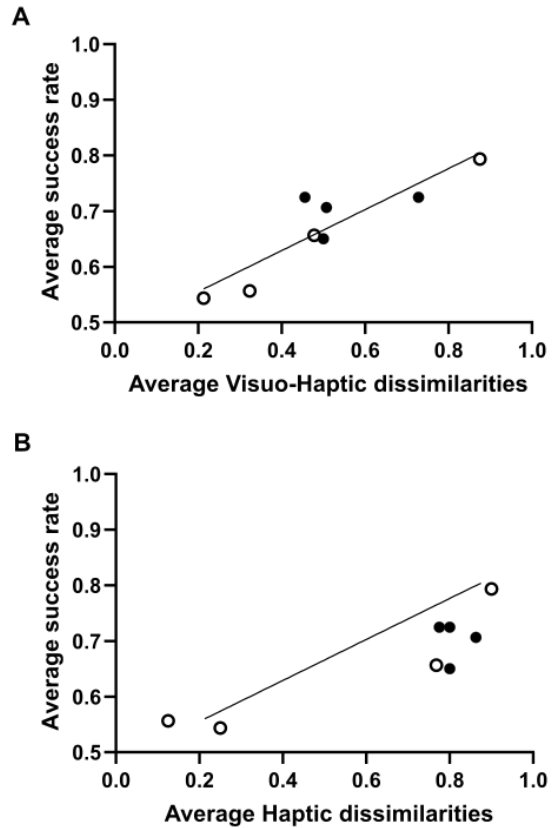 A
Average success rate
1.0
0.9
0.8
0.7
0.6
0.5
0.0 0.2 0.4 0.6 0.8 1.0
Average Visuo-Haptic dissimilarities
B
Average success rate
1.0
0.9
0.8
0.7
0.6
0.5
0.0 0.2 0.4 0.6 0.8 1.0
Average Haptic dissimilarities